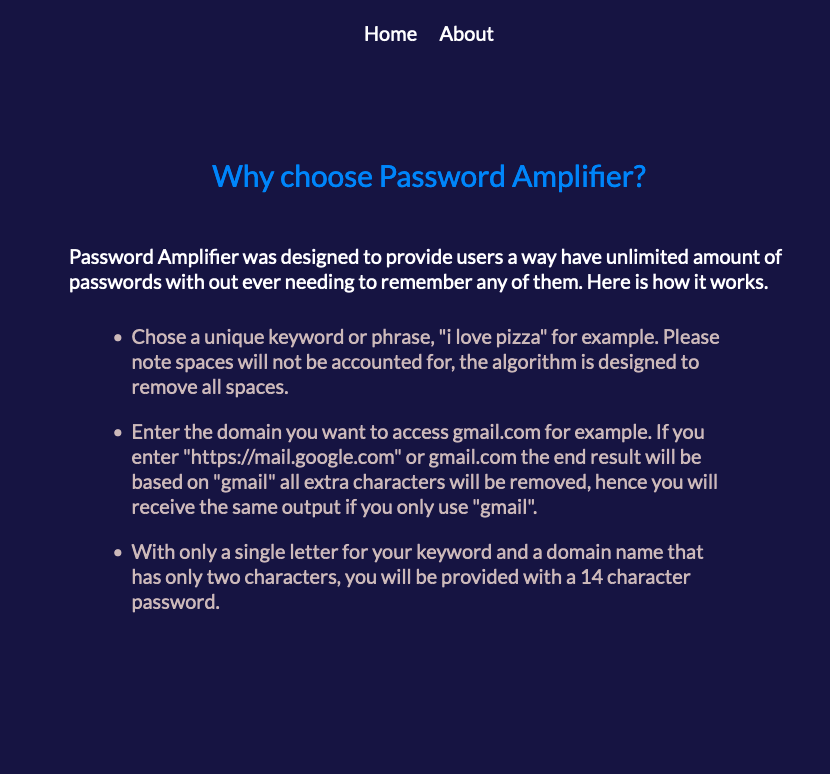 Home About
Why choose Password Amplifier?
Password Amplifier was designed to provide users a way have unlimited amount of
passwords with out ever needing to remember any of them. Here is how it works.
• Chose a unique keyword or phrase, "i love pizza" for example. Please
note spaces will not be accounted for, the algorithm is designed to
remove all spaces.
• Enter the domain you want to access gmail.com for example. If you
enter "https://mail.google.com" or gmail.com the end result will be
based on "gmail" all extra characters will be removed, hence you will
receive the same output if you only use "gmail".
• With only a single letter for your keyword and a domain name that
has only two characters, you will be provided with a 14 character
password.